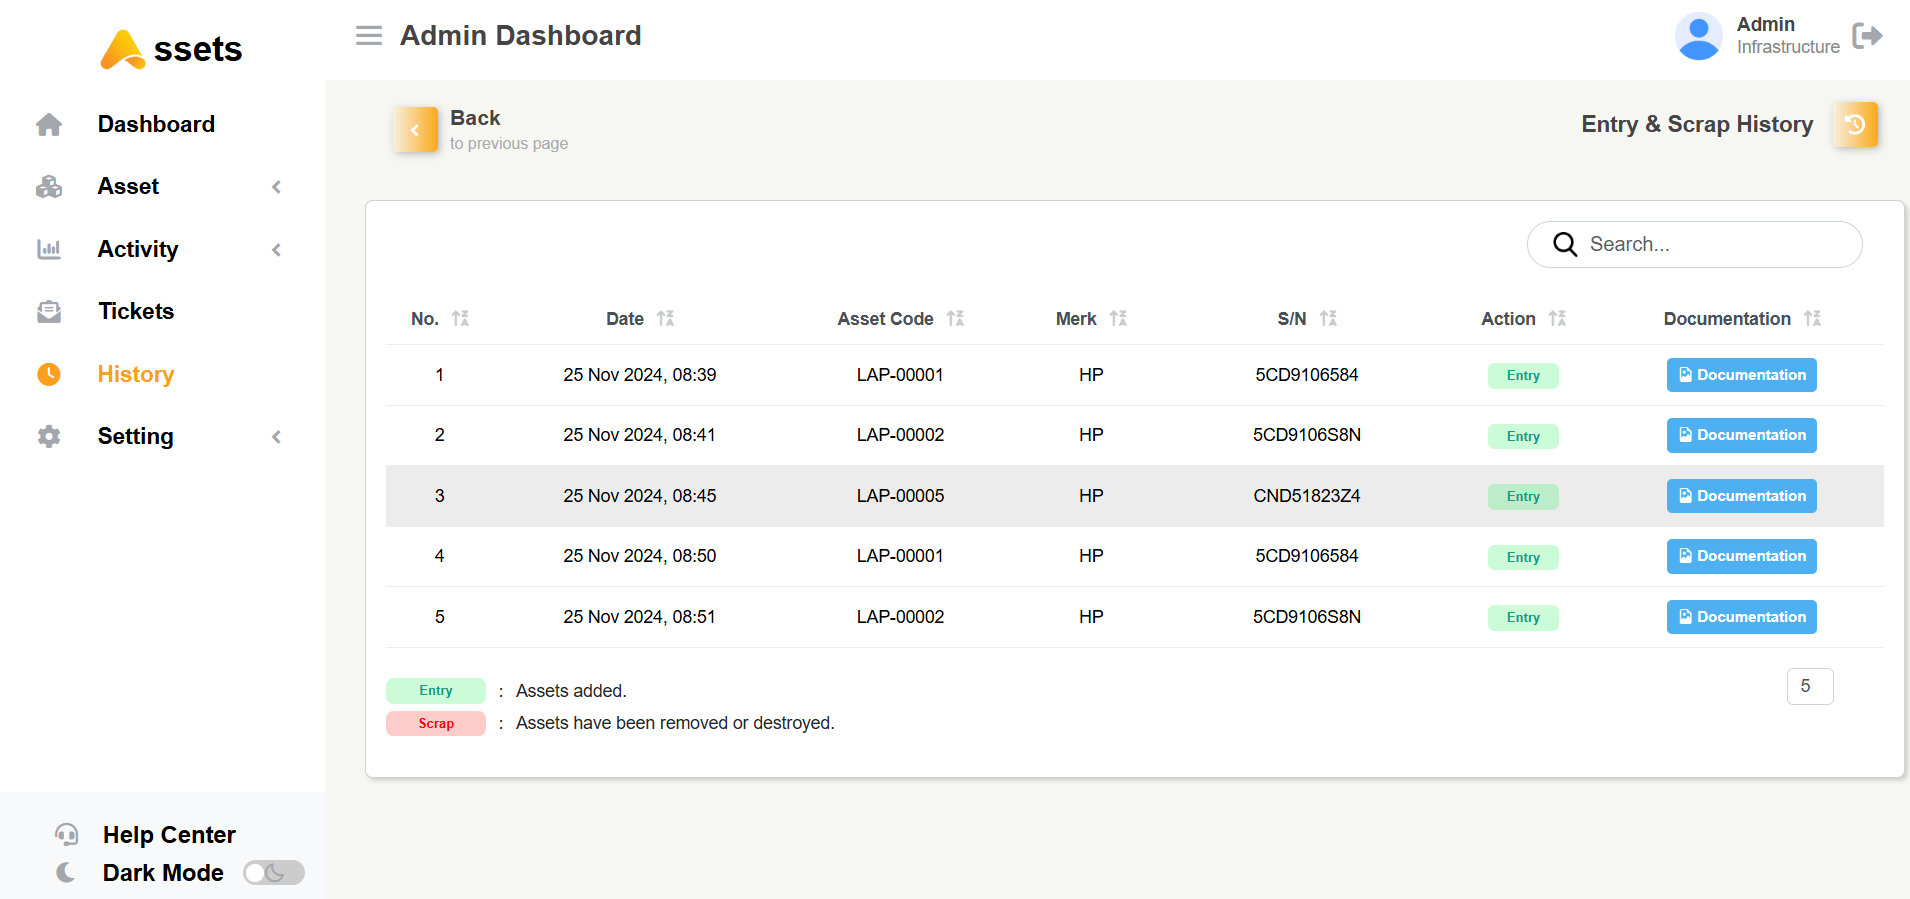 ssets
Admin Dashboard
Admin
Infrastructure
Dashboard
Asset
Activity
Tickets
History
Setting
Help Center
Dark Mode
Back
to previous page
Entry & Scrap History
Search...
No. Date Asset Code Merk S/N Action Documentation
1 25 Nov 2024, 08:39 LAP-00001 HP 5CD9106584 Entry Documentation
2 25 Nov 2024, 08:41 LAP-00002 HP 5CD9106S8N Entry Documentation
3 25 Nov 2024, 08:45 LAP-00005 HP CND51823Z4 Entry Documentation
4 25 Nov 2024, 08:50 LAP-00001 HP 5CD9106584 Entry Documentation
5 25 Nov 2024, 08:51 LAP-00002 HP 5CD9106S8N Entry Documentation
Entry : Assets added.
Scrap : Assets have been removed or destroyed.
5